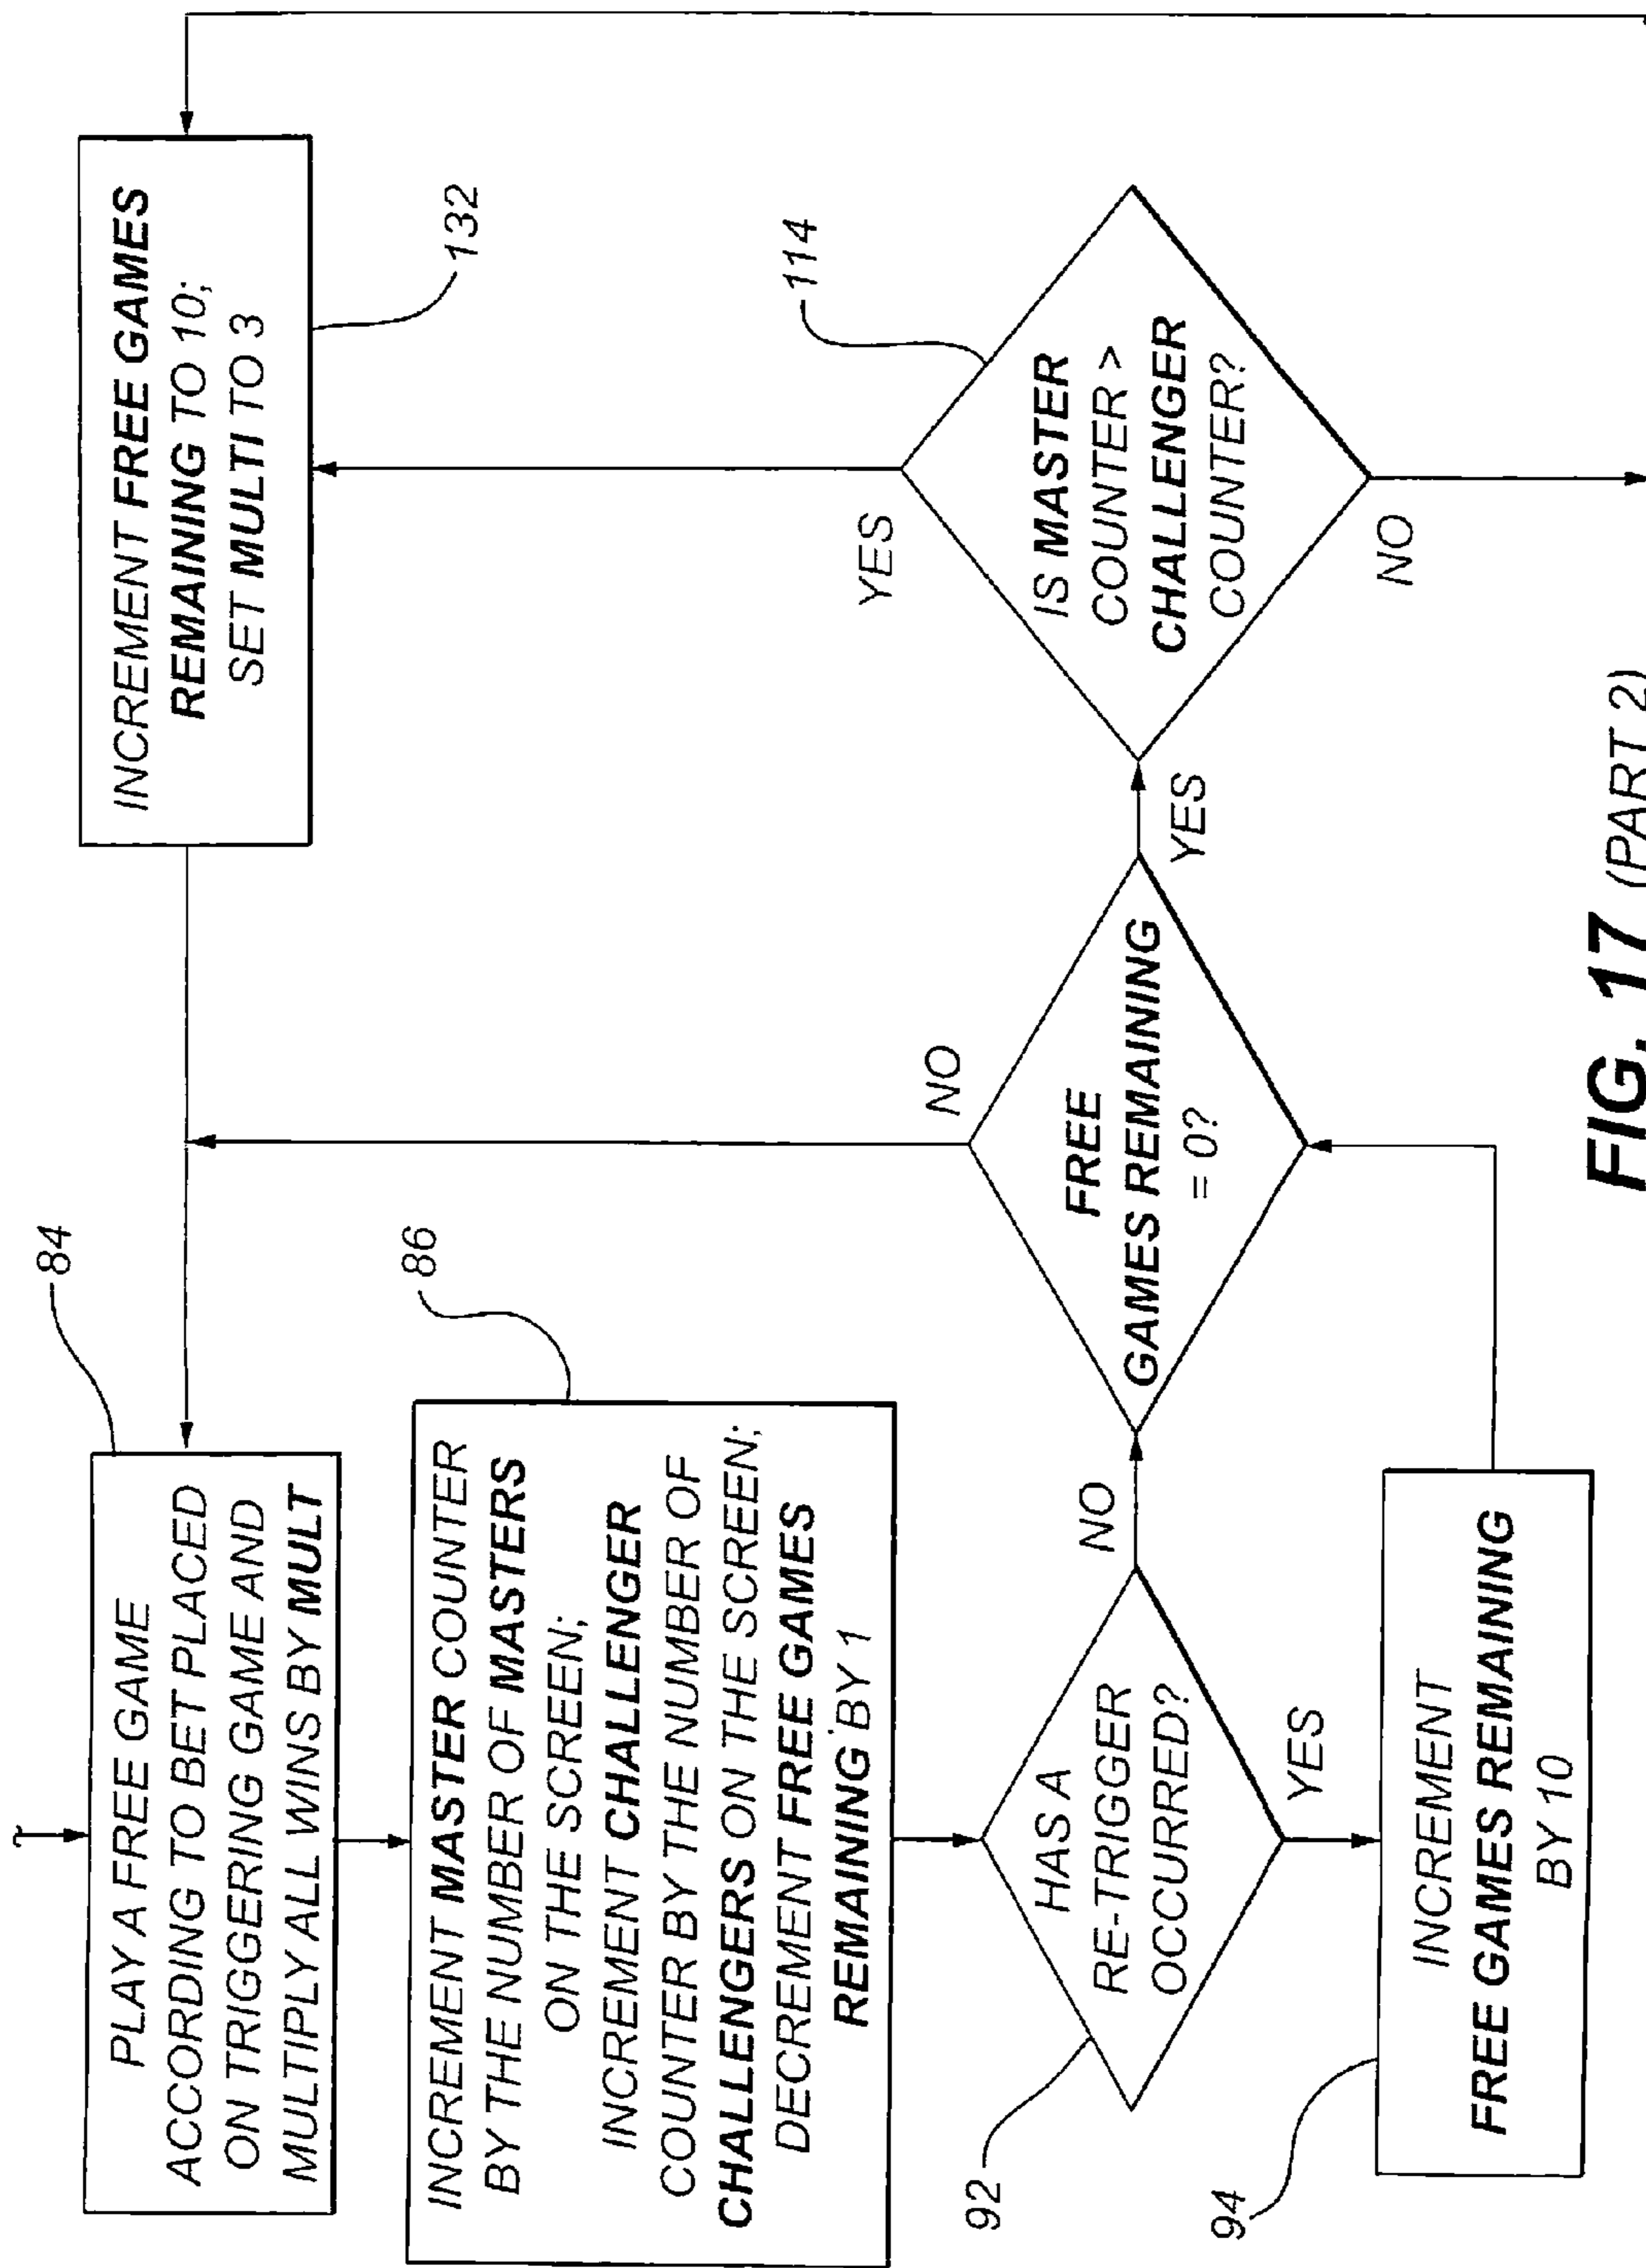 PLAY A FREE GAME
ACCORDING TO BET PLACED
ON TRIGGERING GAME AND
MULTIPLY ALL WINS BY MULT
84
INCREMENT MASTER COUNTER
BY THE NUMBER OF MASTERS
ON THE SCREEN;
INCREMENT CHALLENGER
COUNTER BY THE NUMBER OF
CHALLENGERS ON THE SCREEN;
DECREMENT FREE GAMES
REMAINING BY 1
86
HAS A
RE-TRIGGER
OCCURRED?
92
NO
YES
INCREMENT
FREE GAMES REMAINING
BY 10
94
FREE
GAMES REMAINING
= 0?
NO
YES
IS MASTER
COUNTER >
CHALLENGER
COUNTER?
114
YES
NO
INCREMENT FREE GAMES
REMAINING TO 10;
SET MULTI TO 3
132
FIG. 17 (PART 2)